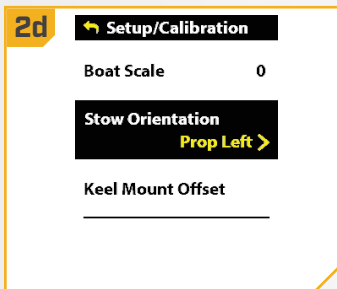 2d
Setup/Calibration
Boat Scale 0
Stow Orientation
Prop Left >
Keel Mount Offset